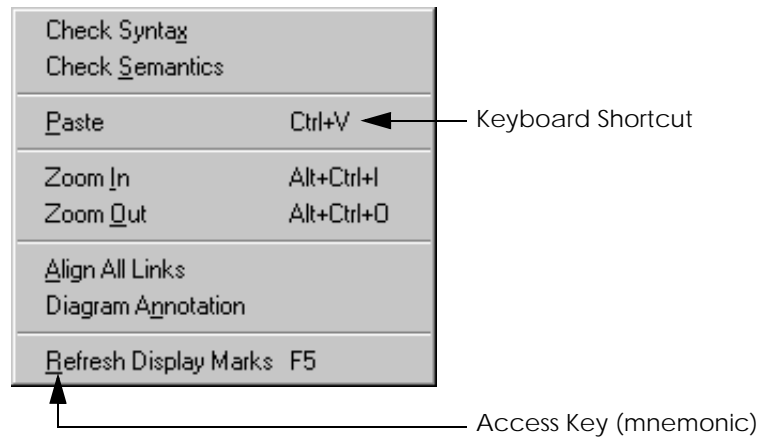 Check Syntax
Check Semantics
Paste Ctrl+V Keyboard Shortcut
Zoom In Alt+Ctrl+I
Zoom Out Alt+Ctrl+O
Align All Links
Diagram Annotation
Refresh Display Marks F5
Access Key (mnemonic)